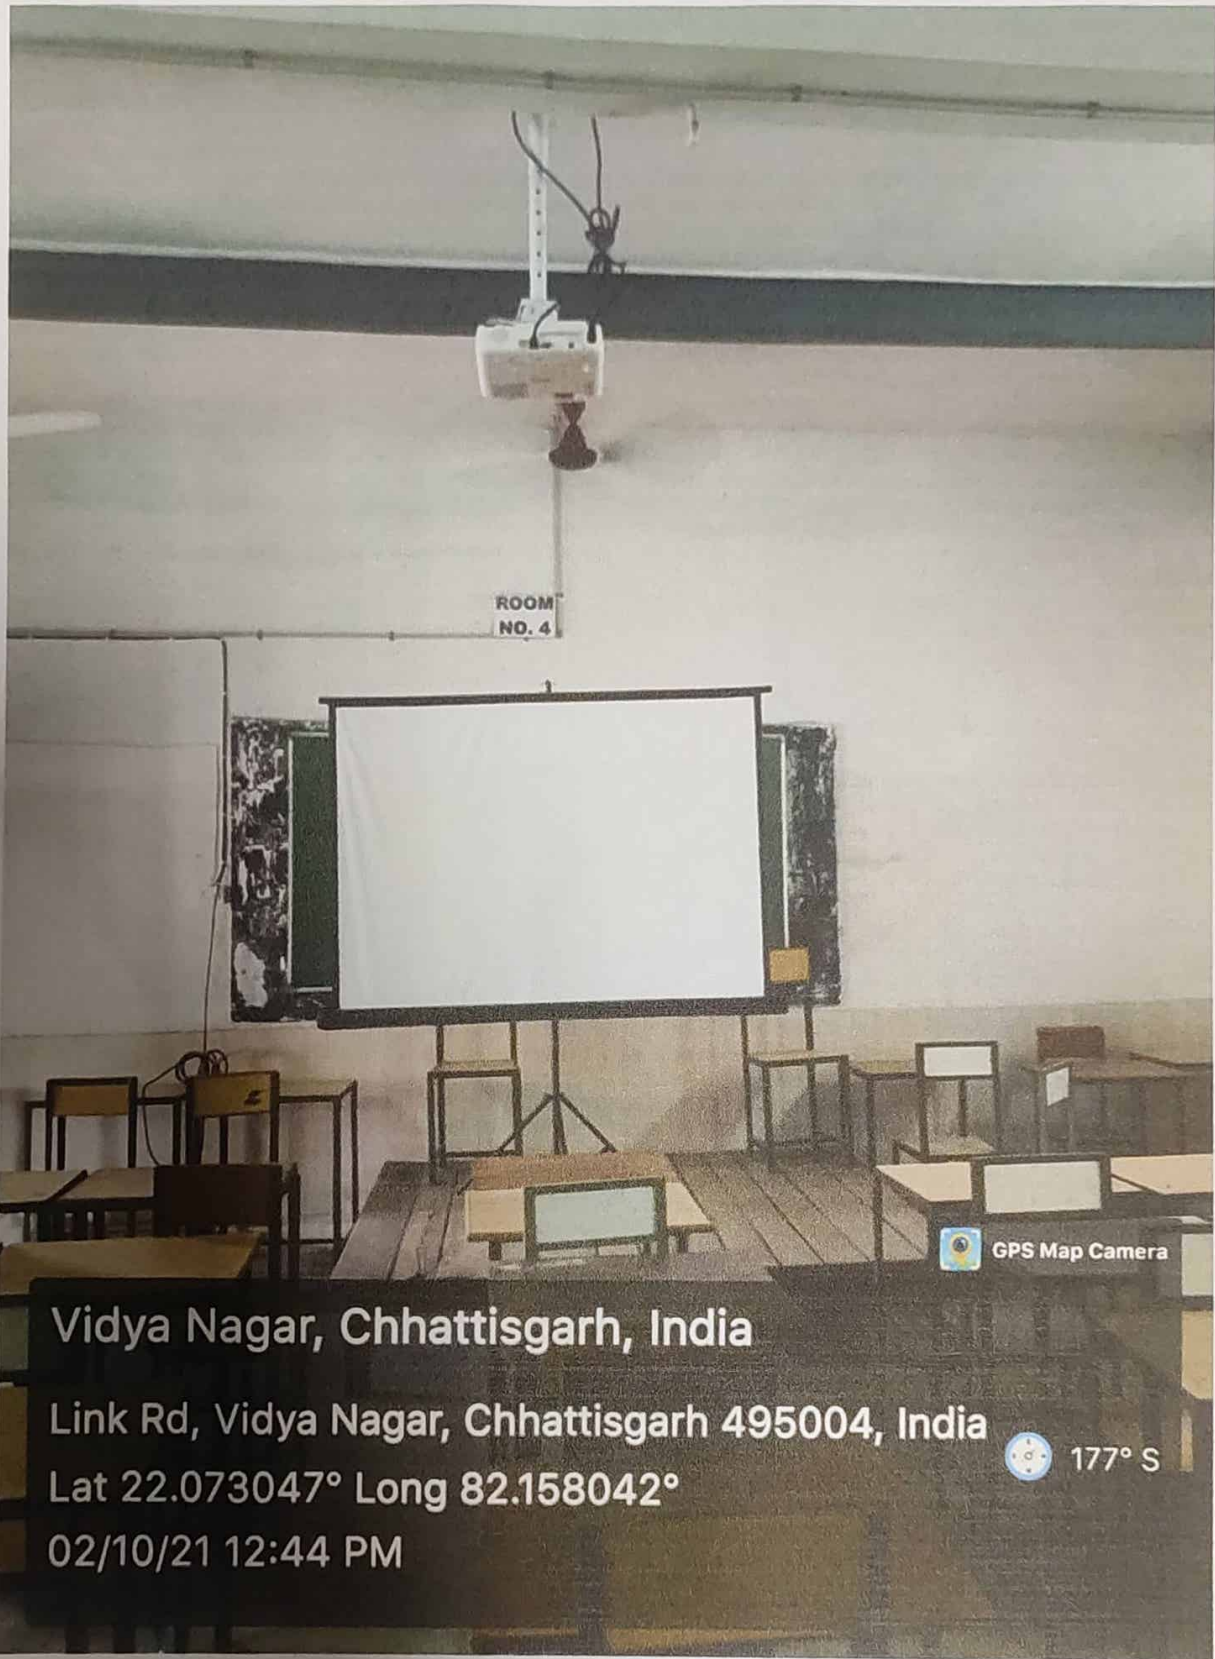 ROOM
NO. 4
GPS Map Camera
Vidya Nagar, Chhattisgarh, India
Link Rd, Vidya Nagar, Chhattisgarh 495004, India
177° S
Lat 22.073047° Long 82.158042°
02/10/21 12:44 PM